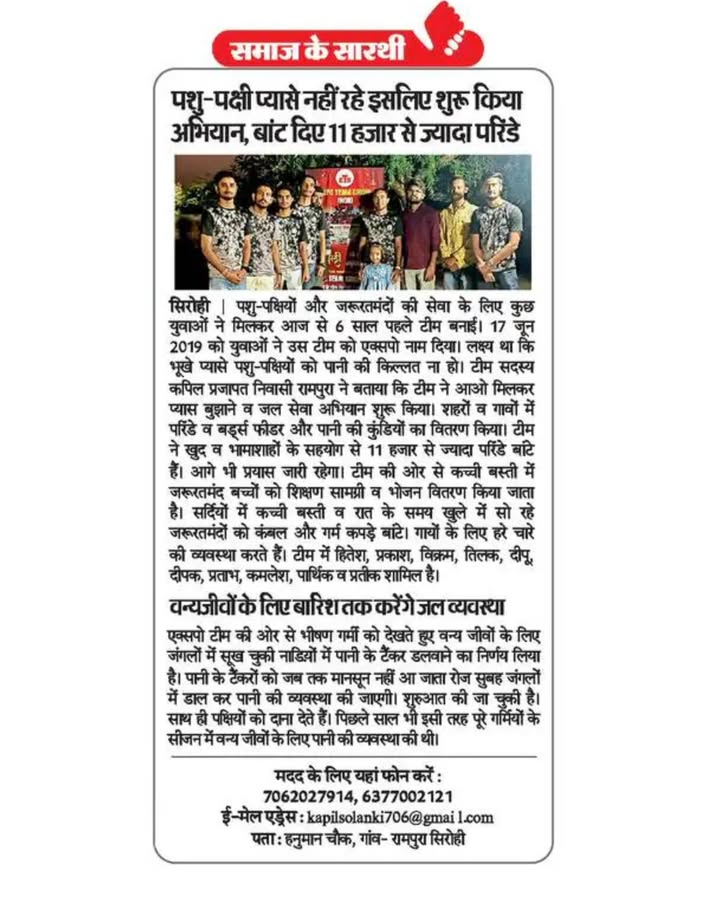 समाज के सारथी
पशु-पक्षी प्यासे नहीं रहे इसलिए शुरू किया
अभियान, बांट दिए 11 हजार से ज्यादा परिंडे
सिरोही | पशु-पक्षियों और जरूरतमंदों की सेवा के लिए कुछ
युवाओं ने मिलकर आज से 6 साल पहले टीम बनाई। 17 जून
2019 को युवाओं ने उस टीम को एक्सपो नाम दिया। लक्ष्य था कि
भूखे प्यासे पशु-पक्षियों को पानी की किल्लत ना हो। टीम सदस्य
कपिल प्रजापत निवासी रामपुरा ने बताया कि टीम ने आओ मिलकर
प्यास बुझाने व जल सेवा अभियान शुरू किया। शहरों व गावों में
परिंडे व बर्ड्स फीडर और पानी की कुंडियों का वितरण किया। टीम
ने खुद व भामाशाहों के सहयोग से 11 हजार से ज्यादा परिंडे बांटे
हैं। आगे भी प्रयास जारी रहेगा। टीम की ओर से कच्ची बस्ती में
जरूरतमंद बच्चों को शिक्षण सामग्री व भोजन वितरण किया जाता
है। सर्दियों में कच्ची बस्ती व रात के समय खुले में सो रहे
जरूरतमंदों को कंबल और गर्म कपड़े बांटे। गायों के लिए हरे चारे
की व्यवस्था करते हैं। टीम में हितेश, प्रकाश, विक्रम, तिलक, दीपू,
दीपक, प्रताभ, कमलेश, पार्थिक व प्रतीक शामिल है।
वन्यजीवों के लिए बारिश तक करेंगे जल व्यवस्था
एक्सपो टीम की ओर से भीषण गर्मी को देखते हुए वन्य जीवों के लिए
जंगलों में सूख चुकी नाडिय़ों में पानी के टैंकर डलवाने का निर्णय लिया
है। पानी के टैंकरों को जब तक मानसून नहीं आ जाता रोज सुबह जंगलों
में डाल कर पानी की व्यवस्था की जाएगी। शुरुआत की जा चुकी है।
साथ ही पक्षियों को दाना देते हैं। पिछले साल भी इसी तरह पूरे गर्मियों के
सीजन में वन्य जीवों के लिए पानी की व्यवस्था की थी।
मदद के लिए यहां फोन करें :
7062027914, 6377002121
ई-मेल एड्रेस : kapilsolanki706@gmai l.com
पता : हनुमान चौक, गांव- रामपुरा सिरोही